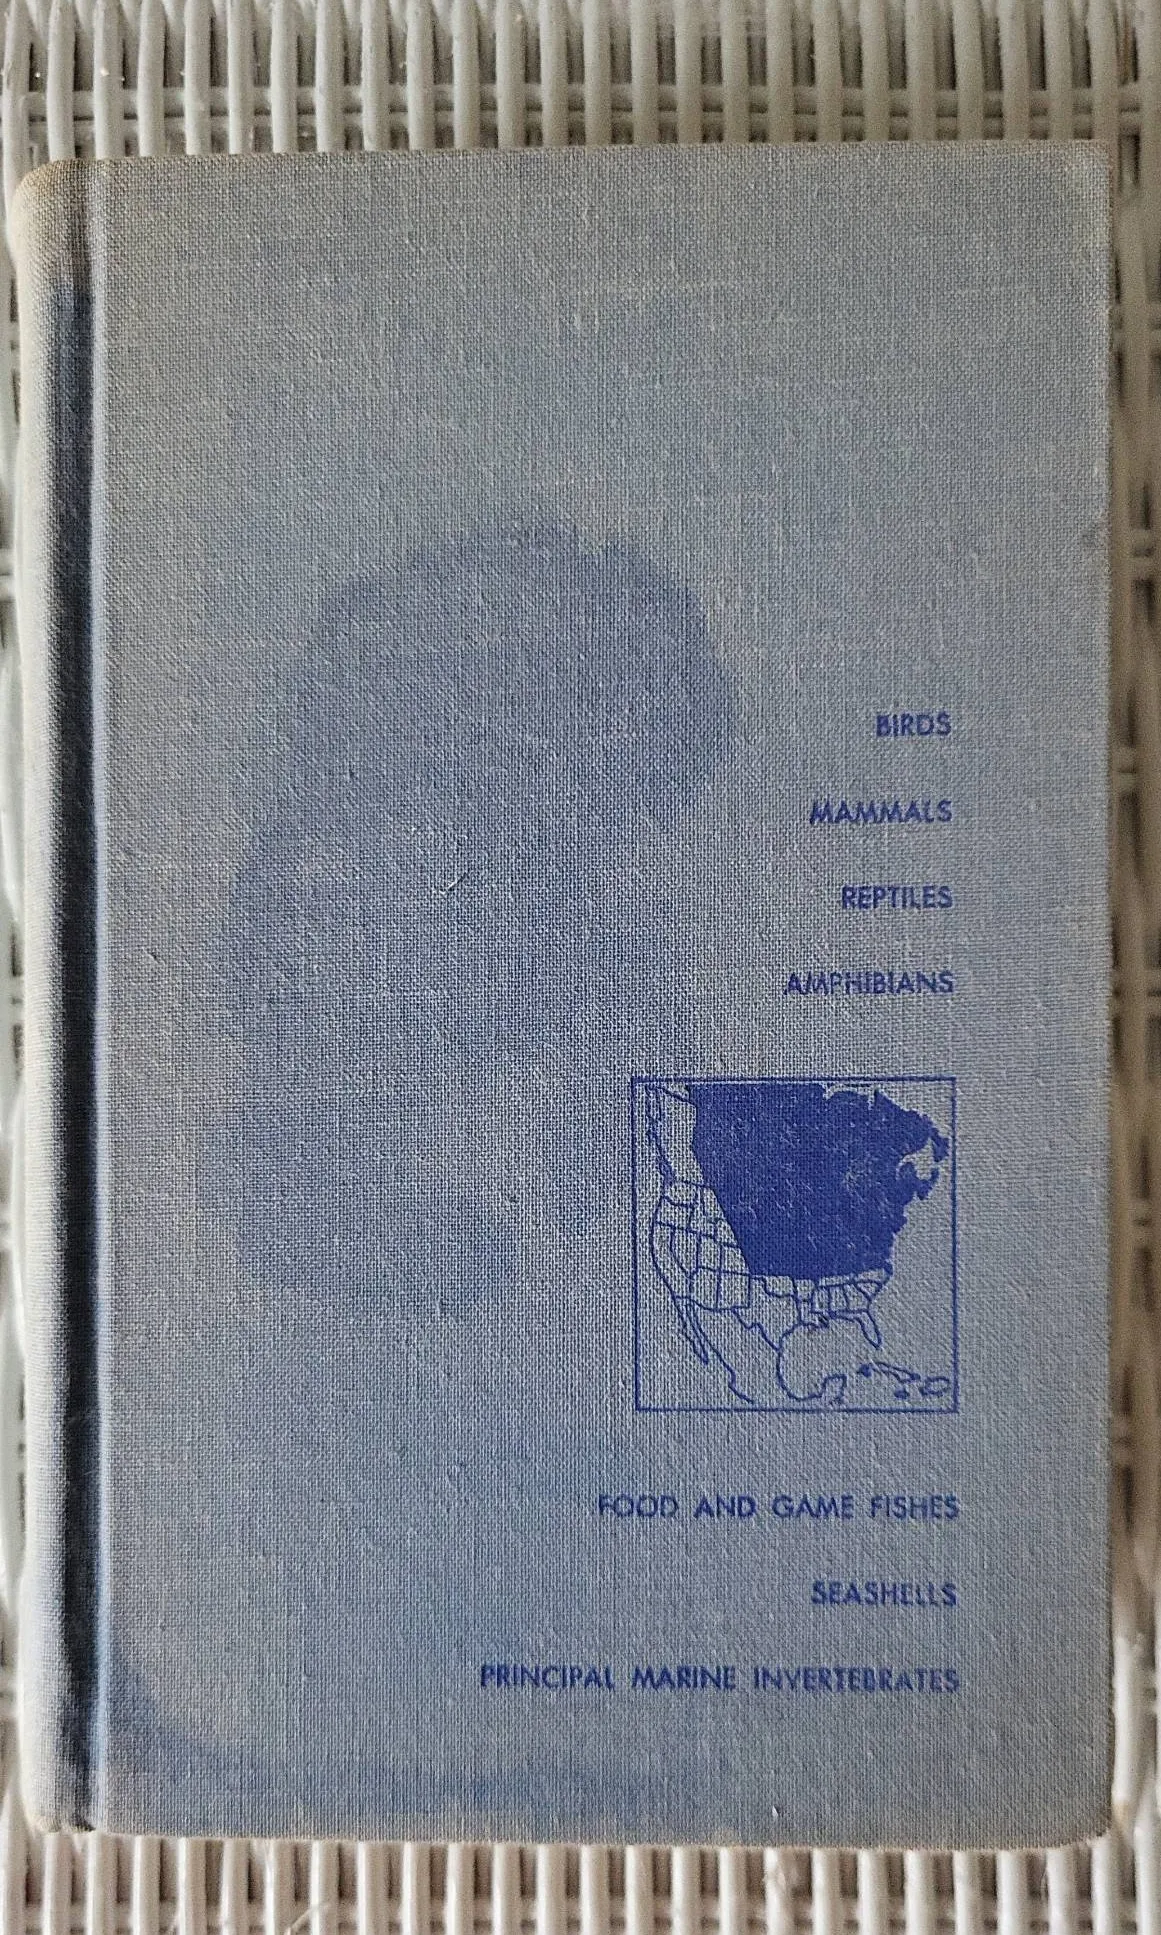 BIRDS
MAMMALS
REPTILES
AMPHIBIANS
FOOD AND GAME FISHES
SEASHELLS
PRINCIPAL MARINE INVERTEBRATES